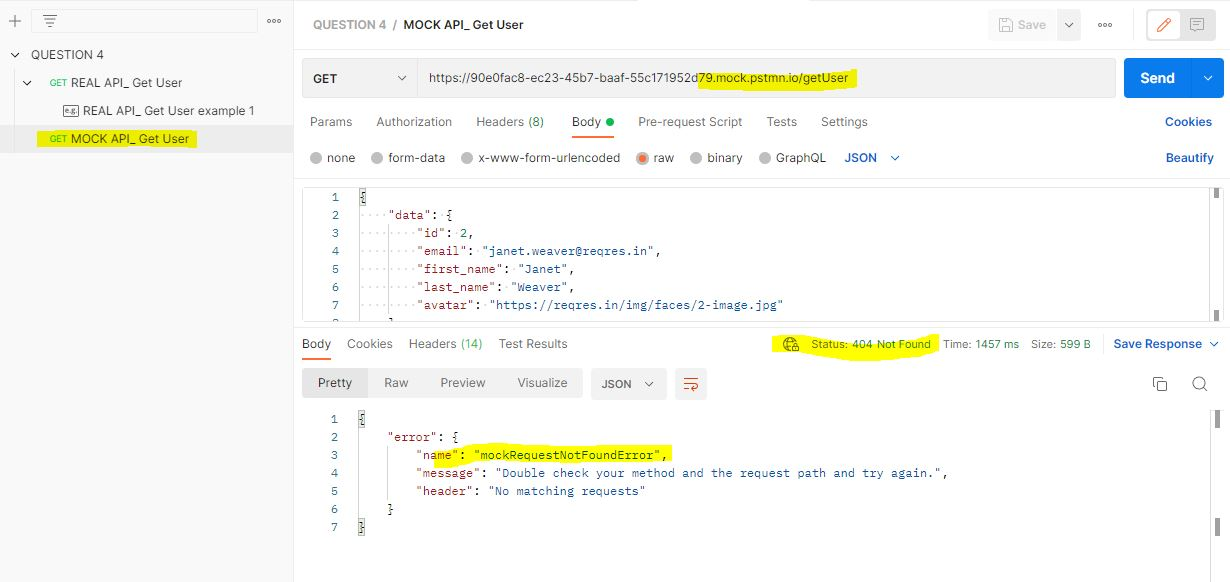 QUESTION 4 / MOCK API_ Get User
Save
QUESTION 4
GET REAL API_ Get User
e.g. REAL API_ Get User example 1
GET MOCK API_ Get User
GET
https://90e0fac8-ec23-45b7-baaf-55c171952d79.mock.pstmn.io/getUser
Send
Params Authorization Headers (8) Body Pre-request Script Tests Settings Cookies
none form-data x-www-form-urlencoded raw binary GraphQL JSON Beautify
1 {
2 "data": {
3 "id": 2,
4 "email": "janet.weaver@reqres.in",
5 "first_name": "Janet",
6 "last_name": "Weaver",
7 "avatar": "https://reqres.in/img/faces/2-image.jpg"
Body Cookies Headers (14) Test Results Status: 404 Not Found Time: 1457 ms Size: 599 B Save Response
Pretty Raw Preview Visualize JSON
1 {
2 "error": {
3 "name": "mockRequestNotFoundError",
4 "message": "Double check your method and the request path and try again.",
5 "header": "No matching requests"
6 }
7 }